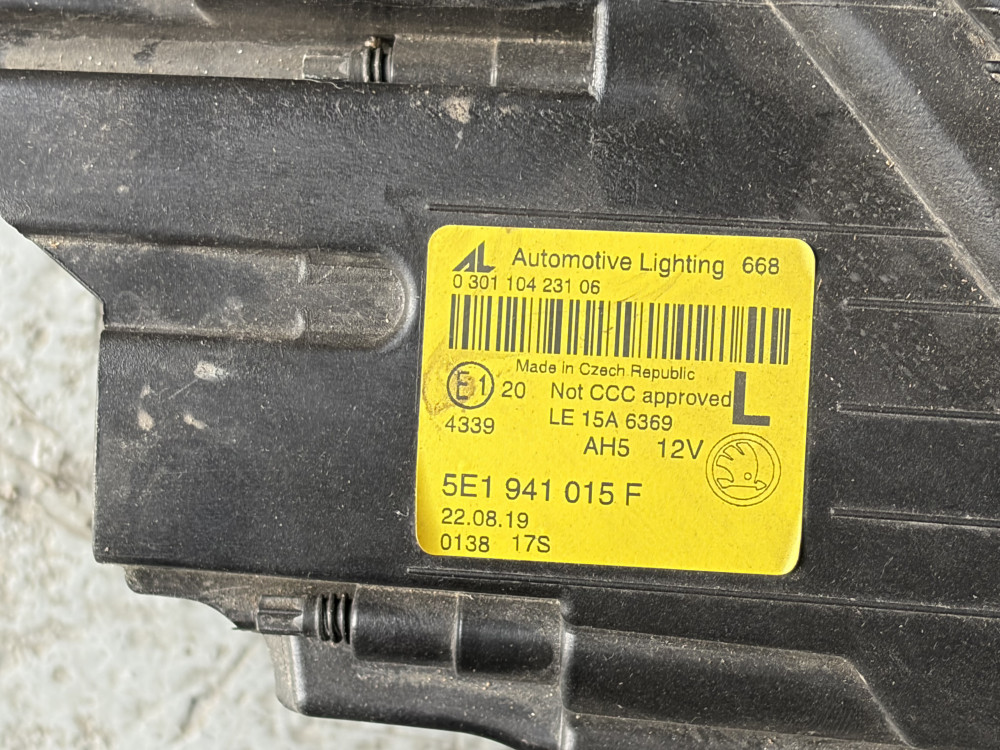 AL Automotive Lighting 668
0 301 104 231 06
Made in Czech Republic
E1 20 Not CCC approved L
4339 LE 15A 6369
AH5 12V
5E1 941 015 F
22.08.19
0138 17S